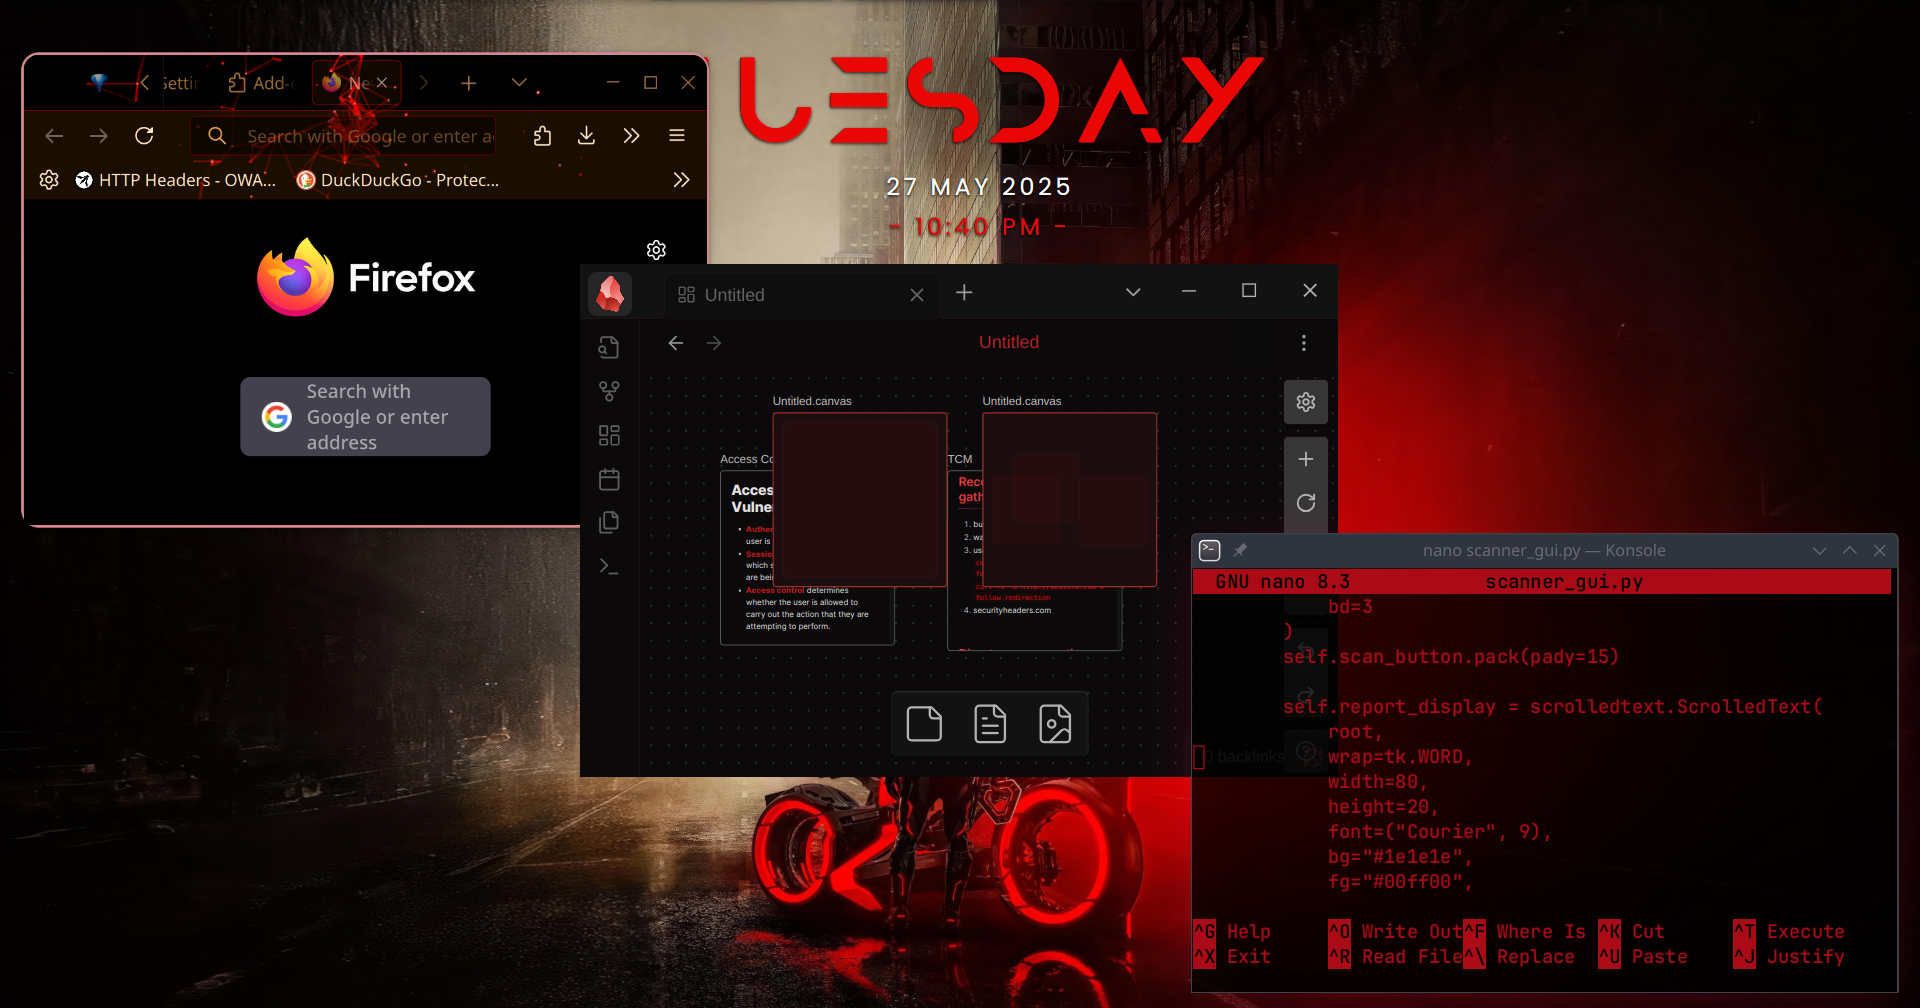 Settin
Add-
Ne
Search with Google or enter a
HTTP Headers - OWA...
DuckDuckGo - Protec...
Firefox
Search with
Google or enter
address
UESDAY
27 MAY 2025
- 10:40 PM -
Untitled
Untitled
Untitled.canvas
Untitled.canvas
Access Co
TCM
Acces
Vulne
Authen
user is
Sessio
which s
are bein
Access control determines
whether the user is allowed to
carry out the action that they are
attempting to perform.
Reco
gath
1. bu
2. wa
3. us
follow redirection
4. securityheaders.com
0 backlinks
nano scanner_gui.py — Konsole
GNU nano 8.3 scanner_gui.py
bd=3
)
self.scan_button.pack(pady=15)
self.report_display = scrolledtext.ScrolledText(
root,
wrap=tk.WORD,
width=80,
height=20,
font=("Courier", 9),
bg="#1e1e1e",
fg="#00ff00",
^G Help ^O Write Out ^F Where Is ^K Cut ^T Execute
^X Exit ^R Read File ^\ Replace ^U Paste ^J Justify